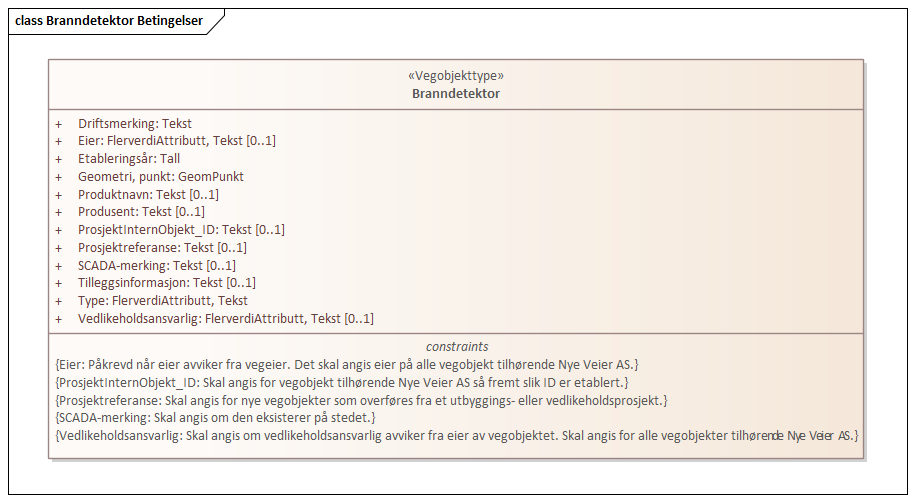 class Branndetektor Betingelser
«Vegobjekttype»
Branndetektor
+ Driftsmerking: Tekst
+ Eier: FlerverdiAttributt, Tekst [0..1]
+ Etableringsår: Tall
+ Geometri, punkt: GeomPunkt
+ Produktnavn: Tekst [0..1]
+ Produsent: Tekst [0..1]
+ ProsjektInternObjekt_ID: Tekst [0..1]
+ Prosjektreferanse: Tekst [0..1]
+ SCADA-merking: Tekst [0..1]
+ Tilleggsinformasjon: Tekst [0..1]
+ Type: FlerverdiAttributt, Tekst
+ Vedlikeholdsansvarlig: FlerverdiAttributt, Tekst [0..1]
constraints
{Eier: Påkrevd når eier avviker fra vegeier. Det skal angis eier på alle vegobjekt tilhørende Nye Veier AS.}
{ProsjektInternObjekt_ID: Skal angis for vegobjekt tilhørende Nye Veier AS så fremt slik ID er etablert.}
{Prosjektreferanse: Skal angis for nye vegobjekter som overføres fra et utbyggings- eller vedlikeholdsprosjekt.}
{SCADA-merking: Skal angis om den eksisterer på stedet.}
{Vedlikeholdsansvarlig: Skal angis om vedlikeholdsansvarlig avviker fra eier av vegobjektet. Skal angis for alle vegobjekter tilhørende Nye Veier AS.}